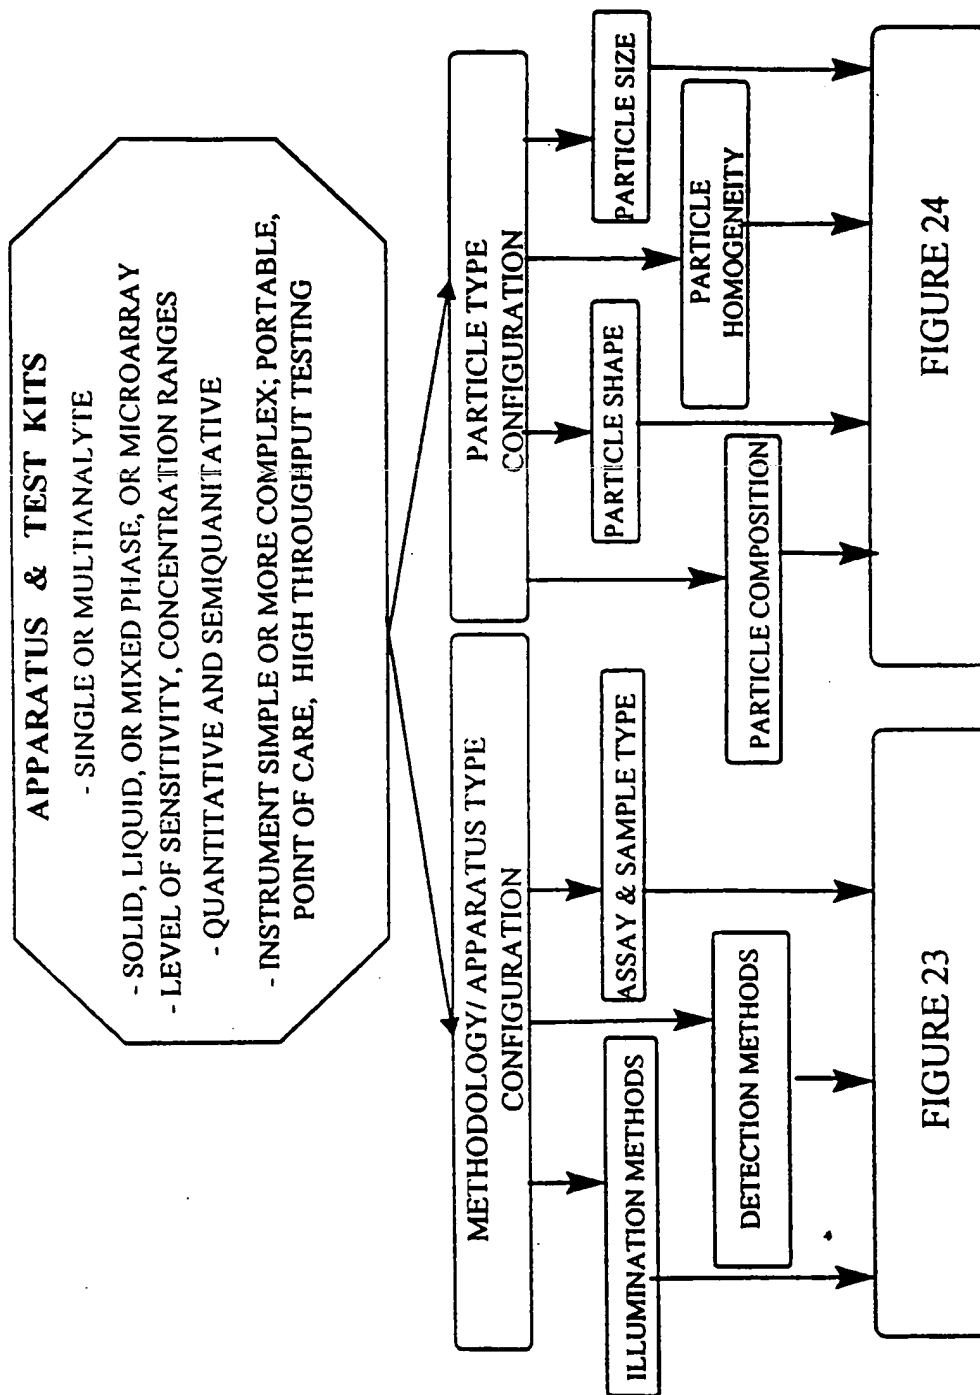 APPARATUS & TEST KITS
- SINGLE OR MULTIANALYTE
- SOLID, LIQUID, OR MIXED PHASE, OR MICROARRAY
- LEVEL OF SENSITIVITY, CONCENTRATION RANGES
- QUANTITATIVE AND SEMIQUANITATIVE
- INSTRUMENT SIMPLE OR MORE COMPLEX; PORTABLE,
POINT OF CARE, HIGH THROUGHPUT TESTING
METHODOLOGY/ APPARATUS TYPE
CONFIGURATION
ILLUMINATION METHODS
DETECTION METHODS
ASSAY & SAMPLE TYPE
FIGURE 23
PARTICLE TYPE
CONFIGURATION
PARTICLE COMPOSITION
PARTICLE SHAPE
PARTICLE
HOMOGENEITY
PARTICLE SIZE
FIGURE 24